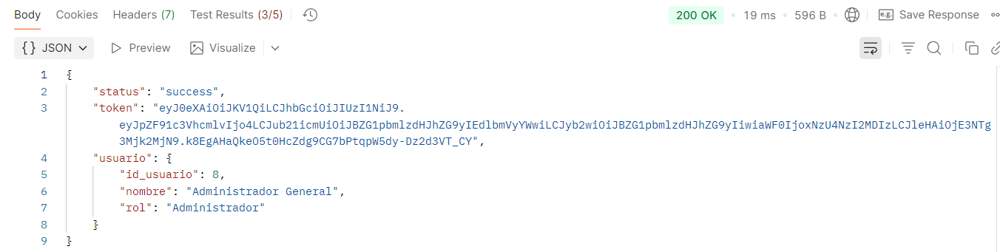 Body Cookies Headers (7) Test Results (3/5) 200 OK • 19 ms • 596 B • e.g. Save Response
{} JSON Preview Visualize
1 {
2 "status": "success",
3 "token": "eyJ0eXAiOiJKV1QiLCJhbGciOiJIUzI1NiJ9.
eyJpZF91c3VhcmlvIjo4LCJub21icmUiOiJBZG1pbmlzdHJhZG9yIEdlbmVyYWwiLCJyb2wiOiJBZG1pbmlzdHJhZG9yIiwiaWF0IjoxNzU4NzI2MDIzLCJleHAiOjE3NTg
3Mjk2MjN9.k8EgAHaQkeO5t0HcZdg9CG7bPtqpW5dy-Dz2d3VT_CY",
4 "usuario": {
5 "id_usuario": 8,
6 "nombre": "Administrador General",
7 "rol": "Administrador"
8 }
9 }